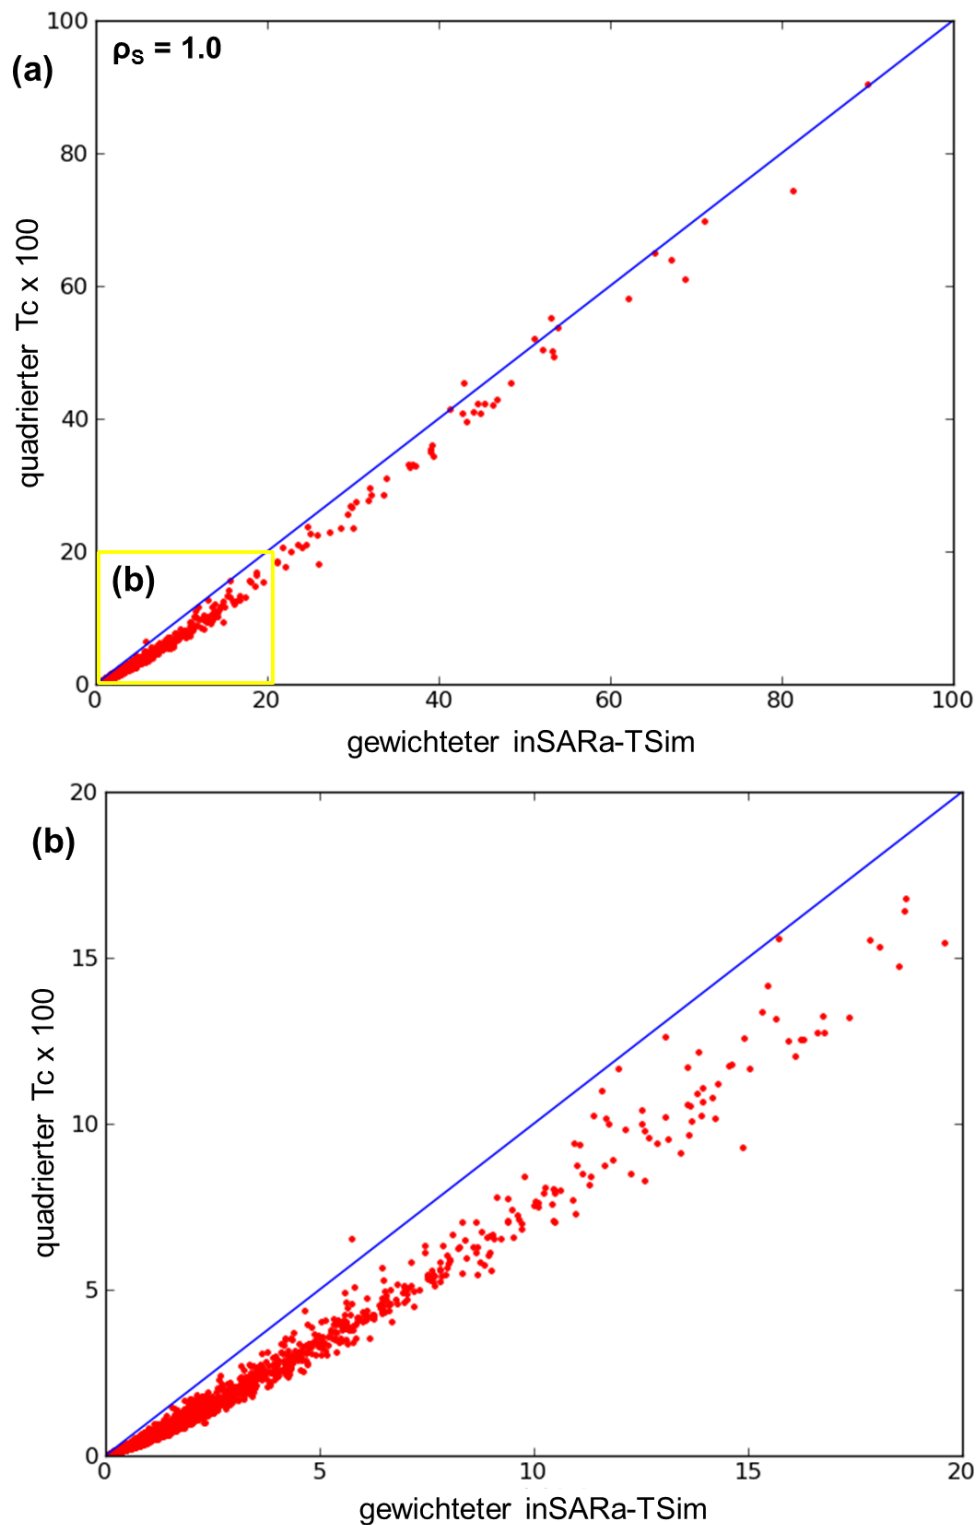 (a)
ρS = 1.0
100
80
60
40
20
0
quadrierter Tc x 100
(b)
0 20 40 60 80 100
gewichteter inSARa-TSim
(b)
20
15
10
5
0
quadrierter Tc x 100
0 5 10 15 20
gewichteter inSARa-TSim